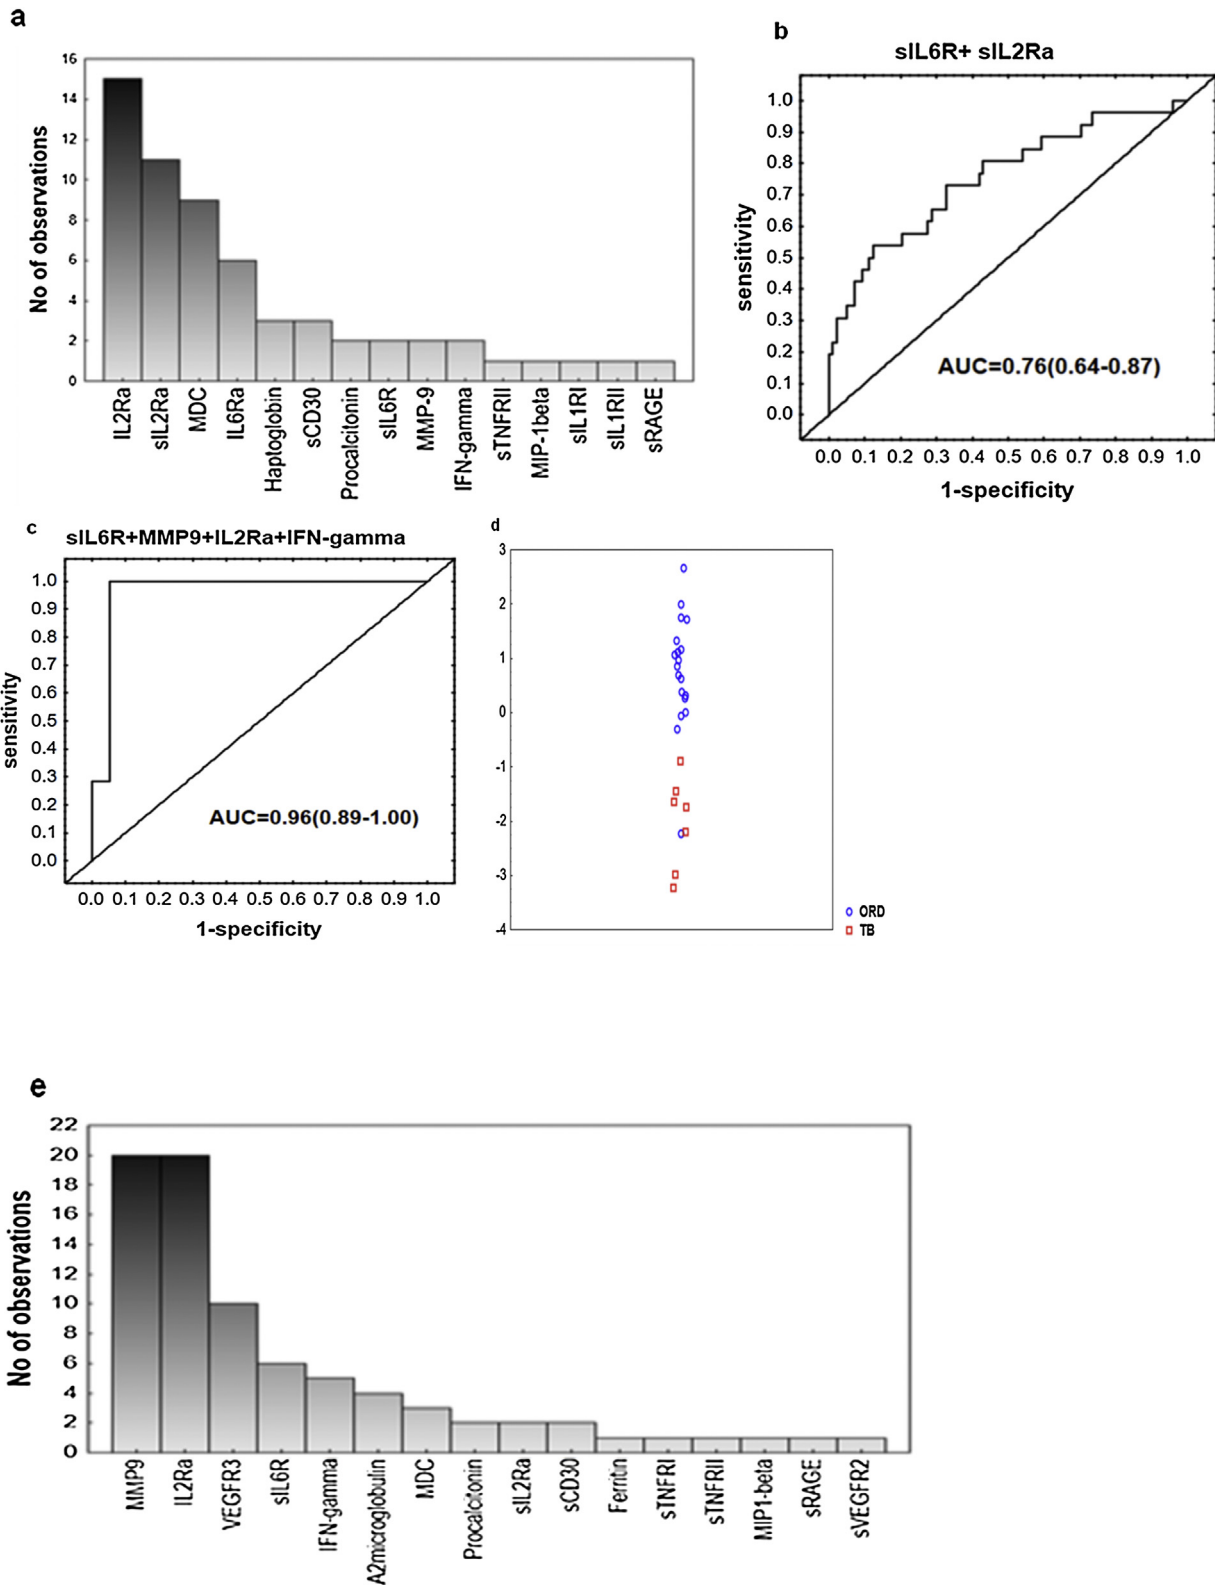 a
No of observations
16
14
12
10
8
6
4
2
0
IL2Ra
sIL2Ra
MDC
IL6Ra
Haptoglobin
sCD30
Procalcitonin
sIL6R
MMP-9
IFN-gamma
sTNFRII
MIP-1beta
sIL1RI
sIL1RII
sRAGE
b
sIL6R+ sIL2Ra
sensitivity
1.0
0.9
0.8
0.7
0.6
0.5
0.4
0.3
0.2
0.1
0.0
AUC=0.76(0.64-0.87)
0.0 0.1 0.2 0.3 0.4 0.5 0.6 0.7 0.8 0.9 1.0
1-specificity
c
sIL6R+MMP9+IL2Ra+IFN-gamma
sensitivity
1.0
0.9
0.8
0.7
0.6
0.5
0.4
0.3
0.2
0.1
0.0
AUC=0.96(0.89-1.00)
0.0 0.1 0.2 0.3 0.4 0.5 0.6 0.7 0.8 0.9 1.0
1-specificity
d
3
2
1
0
-1
-2
-3
-4
ORD
TB
e
No of observations
22
20
18
16
14
12
10
8
6
4
2
0
MMP9
IL2Ra
VEGFR3
sIL6R
IFN-gamma
A2microglobulin
MDC
Procalcitonin
sIL2Ra
sCD30
Ferritin
sTNFRI
sTNFRII
MIP1-beta
sRAGE
sVEGFR2